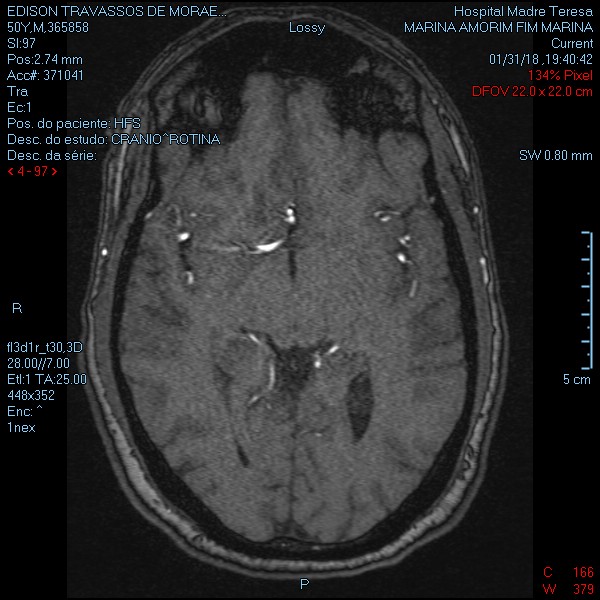 EDISON TRAVASSOS DE MORAE...
50Y,M,365858
Sl:97
Pos:2.74 mm
Acc#: 371041
Tra
Ec:1
Pos. do paciente: HFS
Desc. do estudo: CRANIO^ROTINA
Desc. da série:
< 4 - 97 >
Lossy
Hospital Madre Teresa
MARINA AMORIM FIM MARINA
Current
01/31/18 ,19:40:42
134% Pixel
DFOV 22.0 x 22.0 cm
SW 0.80 mm
R
5 cm
fl3d1r_t30,3D
28.00//7.00
Etl:1 TA:25.00
448x352
Enc: ^
1nex
P
C 166
W 379